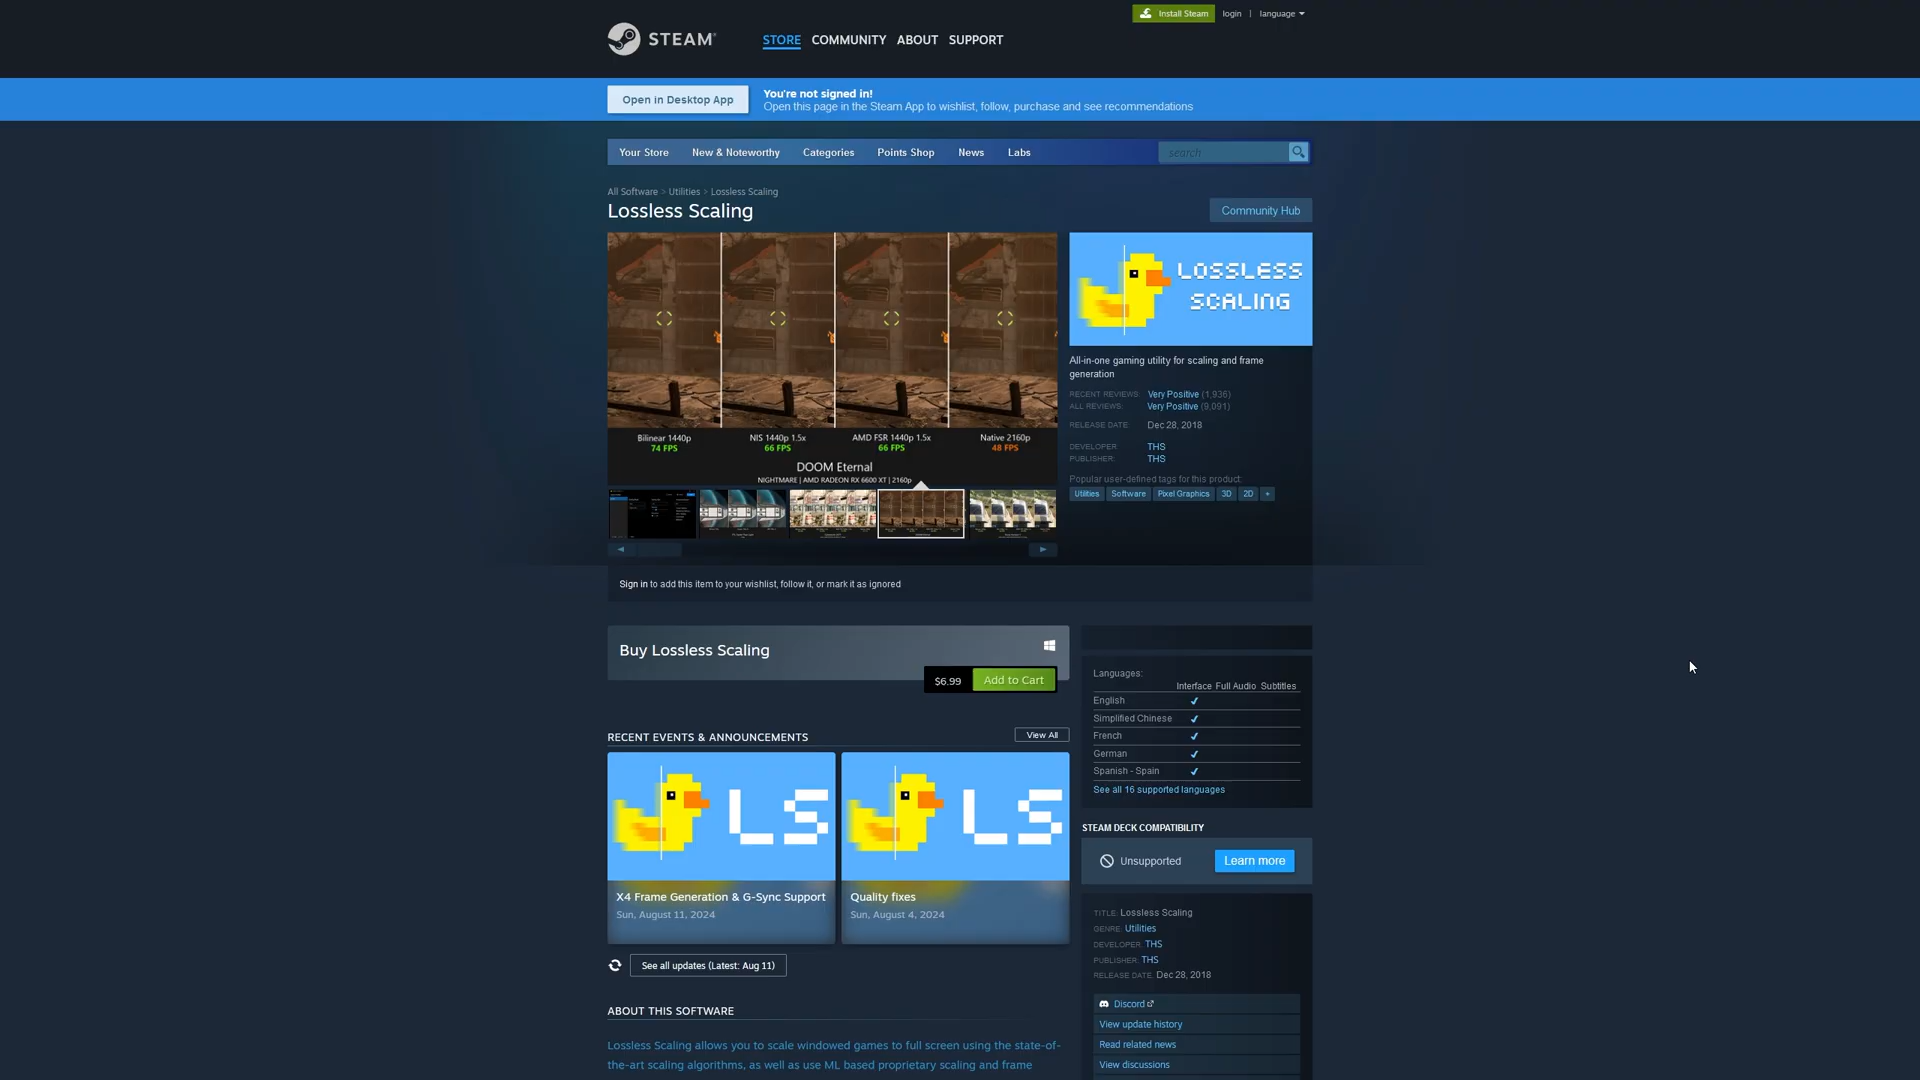 Install Steam
login | language
STEAM
STORE COMMUNITY ABOUT SUPPORT
Open in Desktop App
You're not signed in!
Open this page in the Steam App to wishlist, follow, purchase and see recommendations
Your Store New & Noteworthy Categories Points Shop News Labs
search
All Software > Utilities > Lossless Scaling
Lossless Scaling
Community Hub
Bilinear 1440p
74 FPS
NIS 1440p 1.5x
66 FPS
AMD FSR 1440p 1.5x
66 FPS
Native 2160p
48 FPS
DOOM Eternal
NIGHTMARE | AMD RADEON RX 6600 XT | 2160p
LOSSLESS
SCALING
All-in-one gaming utility for scaling and frame
generation
RECENT REVIEWS: Very Positive (1,936)
ALL REVIEWS: Very Positive (9,091)
RELEASE DATE: Dec 28, 2018
DEVELOPER: THS
PUBLISHER: THS
Popular user-defined tags for this product:
Utilities Software Pixel Graphics 3D 2D +
Sign in to add this item to your wishlist, follow it, or mark it as ignored
Buy Lossless Scaling
$6.99 Add to Cart
RECENT EVENTS & ANNOUNCEMENTS
View All
LS
X4 Frame Generation & G-Sync Support
Sun, August 11, 2024
LS
Quality fixes
Sun, August 4, 2024
See all updates (Latest: Aug 11)
ABOUT THIS SOFTWARE
Lossless Scaling allows you to scale windowed games to full screen using the state-of-
the-art scaling algorithms, as well as use ML based proprietary scaling and frame
Languages:
Interface Full Audio Subtitles
English ✔
Simplified Chinese ✔
French ✔
German ✔
Spanish - Spain ✔
See all 16 supported languages
STEAM DECK COMPATIBILITY
Unsupported
Learn more
TITLE: Lossless Scaling
GENRE: Utilities
DEVELOPER: THS
PUBLISHER: THS
RELEASE DATE: Dec 28, 2018
Discord
View update history
Read related news
View discussions